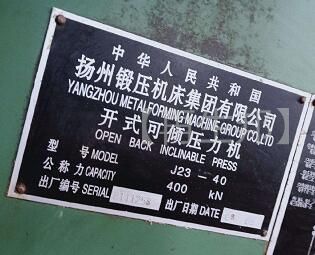 中华人民共和国
扬州锻压机床集团有限公司
YANGZHOU METALFORMING MACHINE GROUP CO.LTD
开式可倾压力机
OPEN BACK INCLINABLE PRESS
型号MODEL J23—40
公称力CAPACITY 400 kN
出厂编号SERIAL 出厂日期DATE